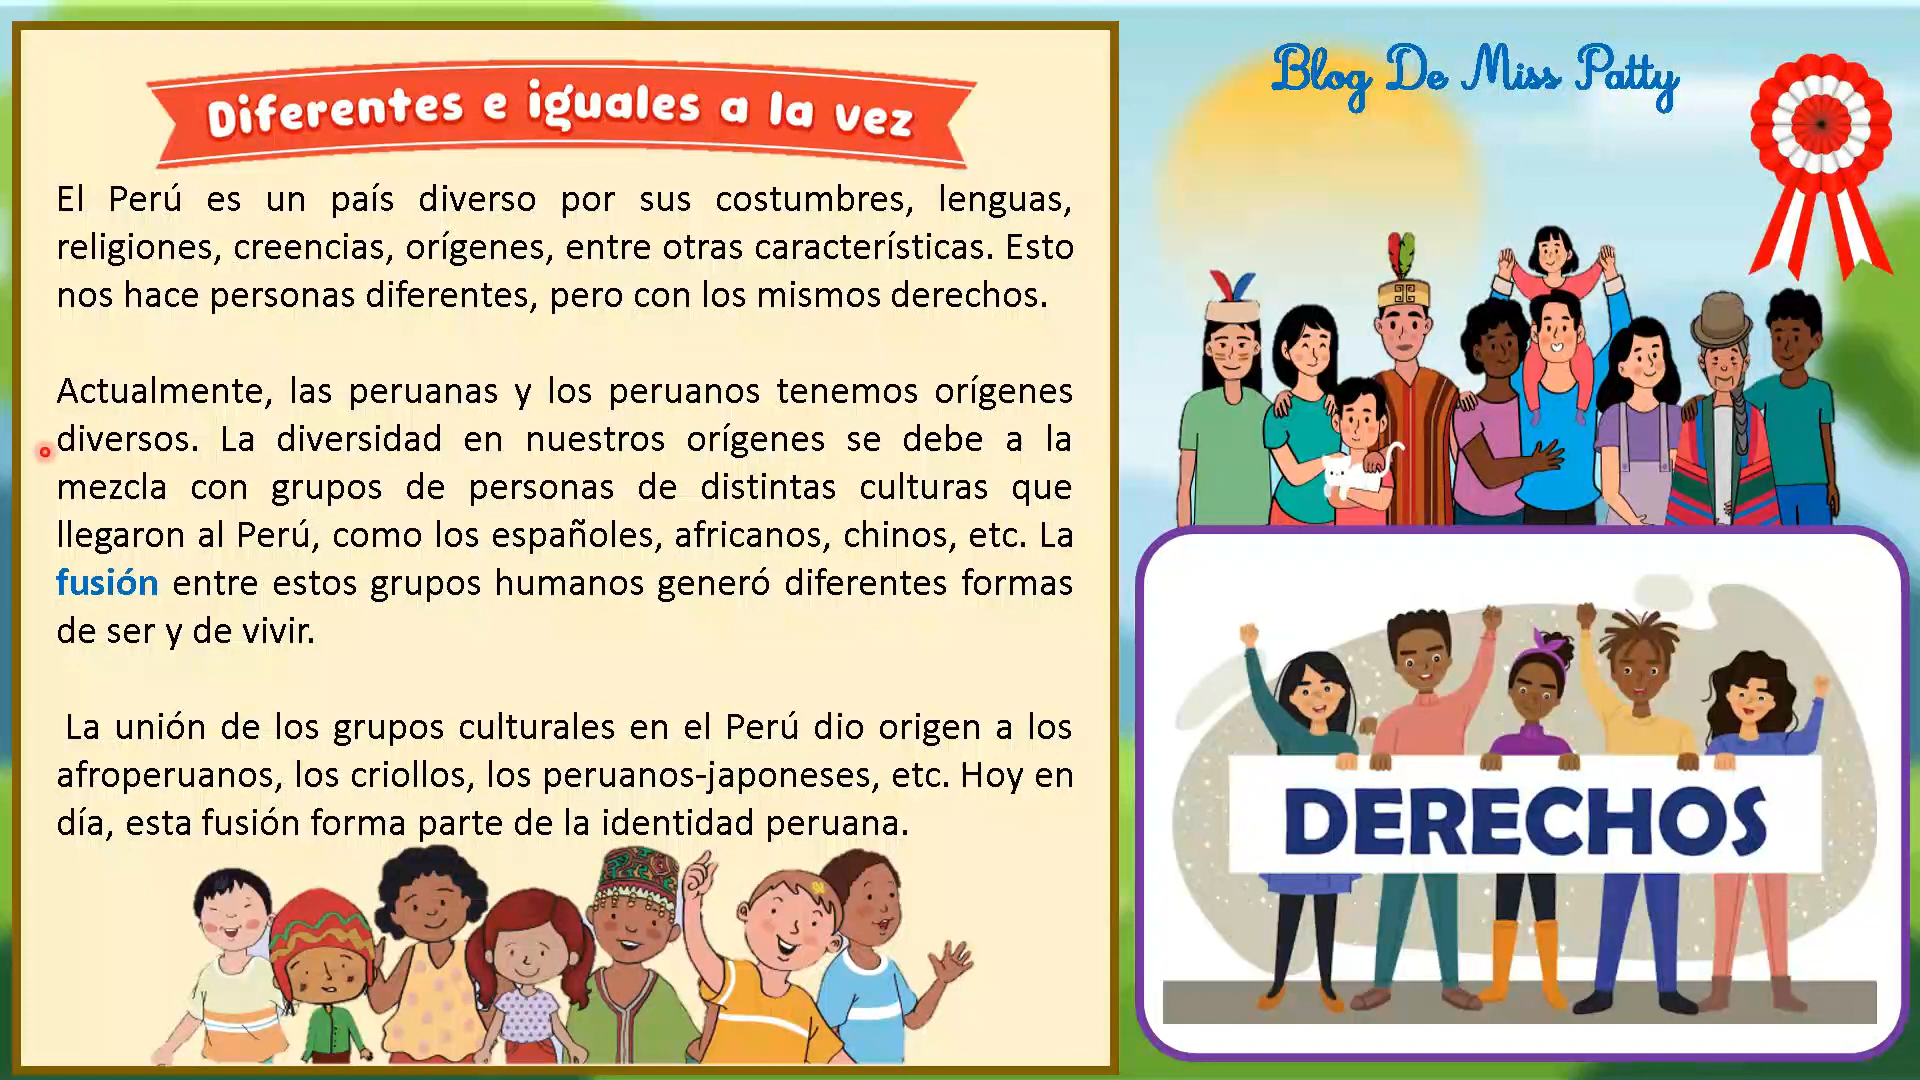 Diferentes e iguales a la vez
El Perú es un país diverso por sus costumbres, lenguas,
religiones, creencias, orígenes, entre otras características. Esto
nos hace personas diferentes, pero con los mismos derechos.
Actualmente, las peruanas y los peruanos tenemos orígenes
diversos. La diversidad en nuestros orígenes se debe a la
mezcla con grupos de personas de distintas culturas que
llegaron al Perú, como los españoles, africanos, chinos, etc. La
fusión entre estos grupos humanos generó diferentes formas
de ser y de vivir.
La unión de los grupos culturales en el Perú dio origen a los
afroperuanos, los criollos, los peruanos-japoneses, etc. Hoy en
día, esta fusión forma parte de la identidad peruana.
Blog De Miss Patty
DERECHOS